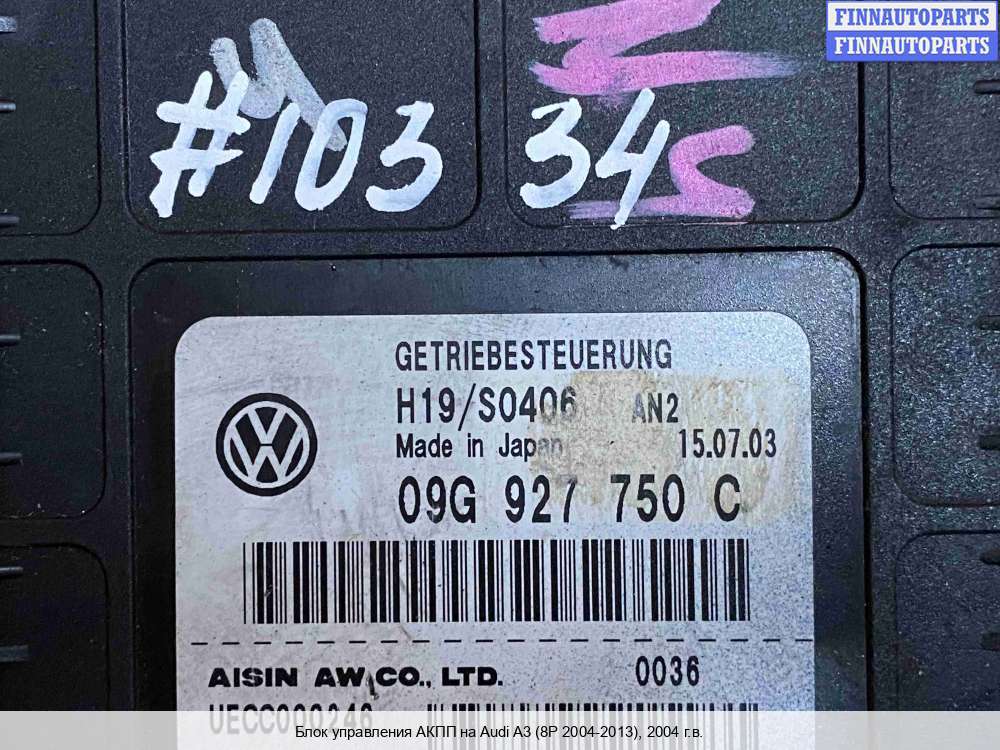 FINNAUTOPARTS
FINNAUTOPARTS
#103 34
GETRIEBESTEUERUNG
H19/S0406 AN2
Made in Japan 15.07.03
09G 927 750 C
AISIN AW CO., LTD. 0036
UECC000246
Блок управления АКПП на Audi A3 (8P 2004-2013), 2004 г.в.